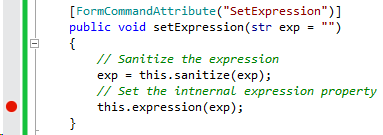 [FormCommandAttribute("SetExpression")]
public void setExpression(str exp = "")
{
// Sanitize the expression
exp = this.sanitize(exp);
// Set the intnernal expression property
this.expression(exp);
}